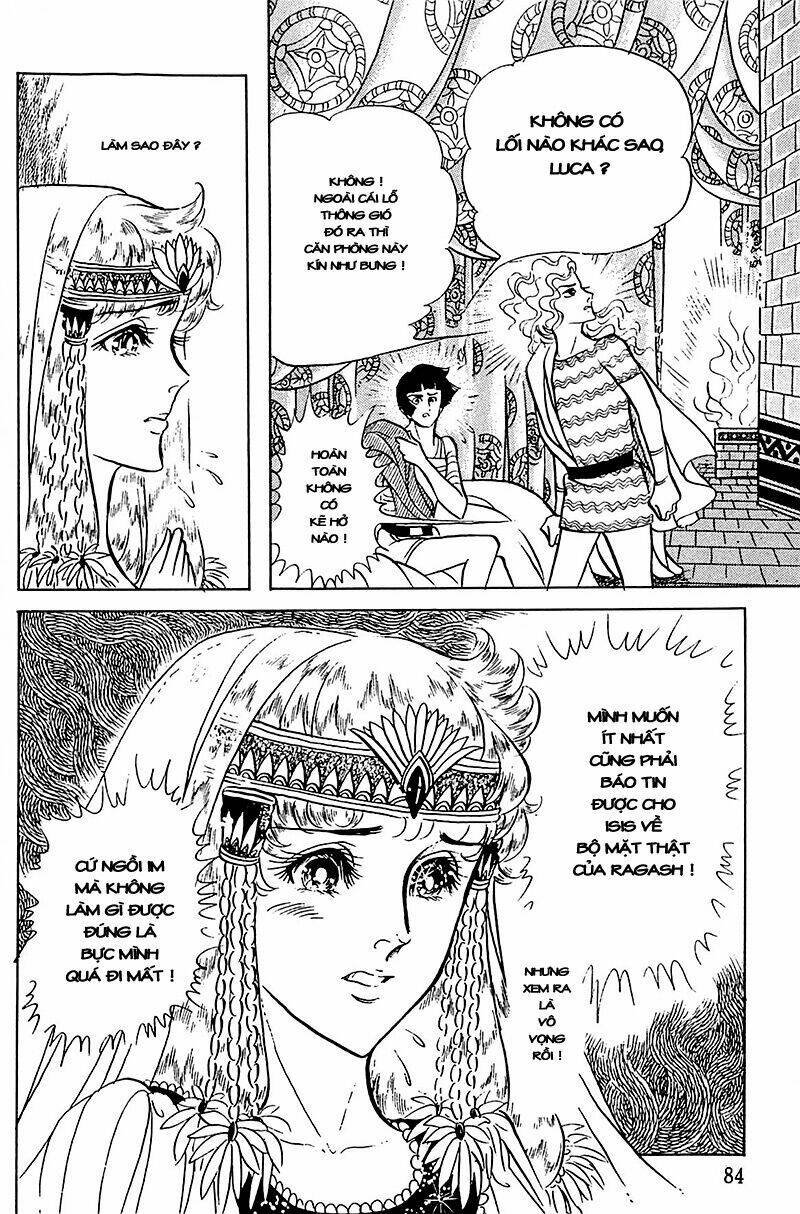 KHÔNG CÓ
LỐI NÀO KHÁC SAO,
LUCA ?
KHÔNG !
NGOÀI CÁI LỖ
THÔNG GIÓ
ĐÓ RA THÌ
CĂN PHÒNG NÀY
KÍN NHƯ BƯNG !
HOÀN
TOÀN
KHÔNG
CÓ
KẼ HỞ
NÀO !
LÀM SAO ĐÂY ?
MÌNH MUỐN
ÍT NHẤT
CŨNG PHẢI
BÁO TIN
ĐƯỢC CHO
ISIS VỀ
BỘ MẶT THẬT
CỦA RAGASH !
NHƯNG
XEM RA
LÀ
VÔ
VỌNG
RỒI !
CỨ NGỒI IM
MÀ KHÔNG
LÀM GÌ ĐƯỢC
ĐÚNG LÀ
BỰC MÌNH
QUÁ ĐI MẤT !
84